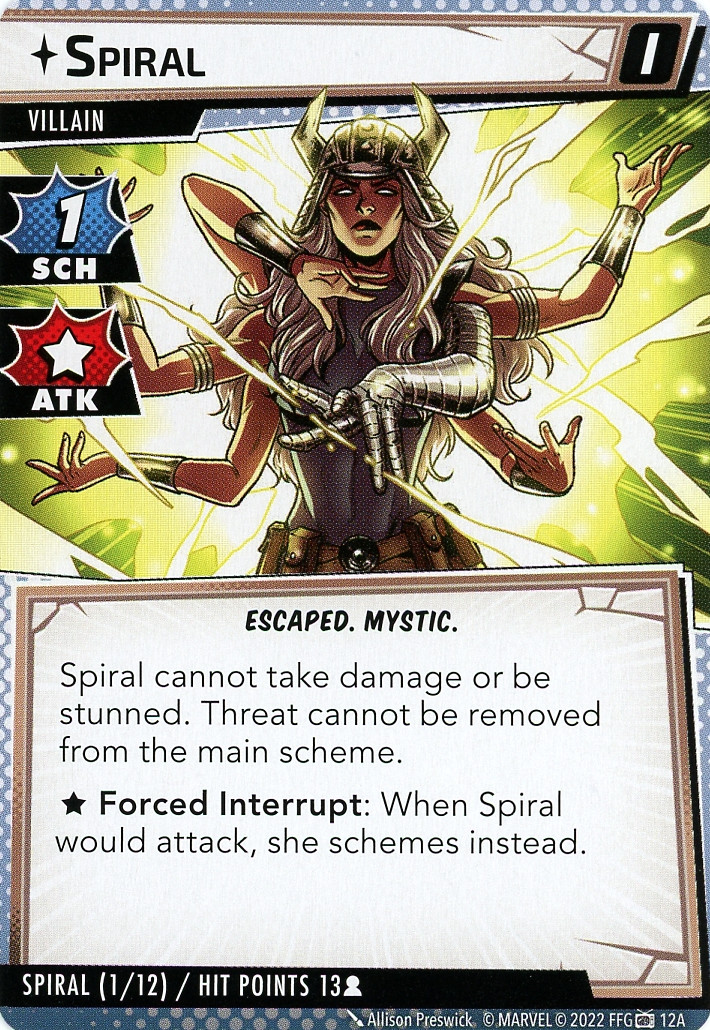 SPIRAL
I
VILLAIN
1
SCH
ATK
ESCAPED. MYSTIC.
Spiral cannot take damage or be
stunned. Threat cannot be removed
from the main scheme.
★ Forced Interrupt: When Spiral
would attack, she schemes instead.
SPIRAL (1/12) / HIT POINTS 13
Allison Preswick © MARVEL © 2022 FFG 12A